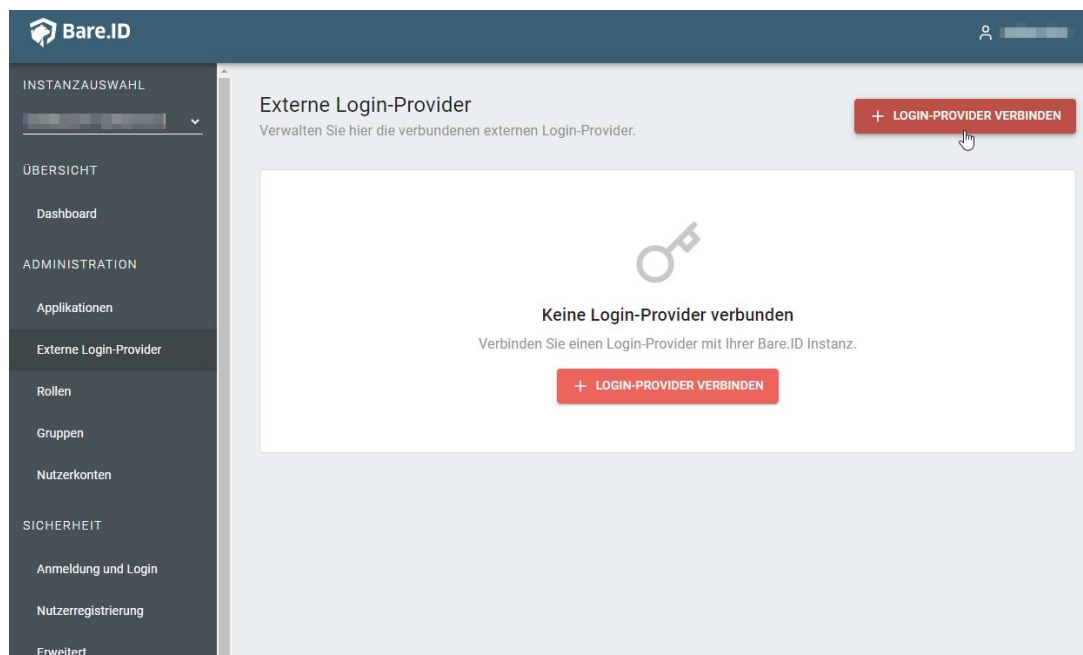 Bare.ID
INSTANZAUSWAHL
ÜBERSICHT
Dashboard
ADMINISTRATION
Applikationen
Externe Login-Provider
Rollen
Gruppen
Nutzerkonten
SICHERHEIT
Anmeldung und Login
Nutzerregistrierung
Erweitert
Externe Login-Provider
Verwalten Sie hier die verbundenen externen Login-Provider.
+ LOGIN-PROVIDER VERBINDEN
Keine Login-Provider verbunden
Verbinden Sie einen Login-Provider mit Ihrer Bare.ID Instanz.
+ LOGIN-PROVIDER VERBINDEN